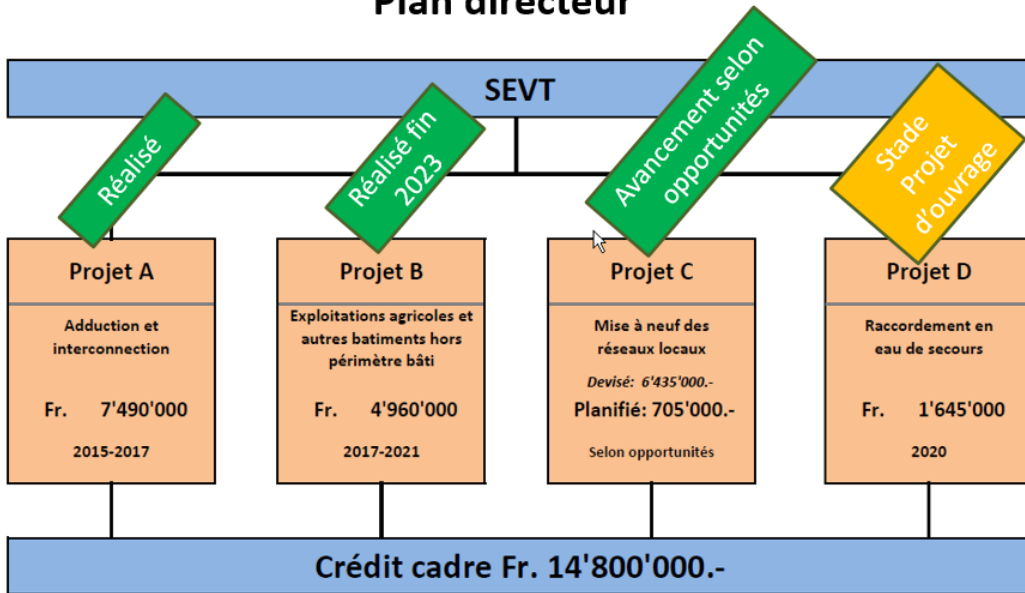 Plan directeur
SEVT
Réalisé
Réalisé fin
2023
Avancement selon
opportunités
Stade
Projet
d'ouvrage
Projet A
Adduction et
interconnection
Fr. 7'490'000
2015-2017
Projet B
Exploitations agricoles et
autres batiments hors
périmètre bâti
Fr. 4'960'000
2017-2021
Projet C
Mise à neuf des
réseaux locaux
Devisé: 6'435'000.-
Planifié: 705'000.-
Selon opportunités
Projet D
Raccordement en
eau de secours
Fr. 1'645'000
2020
Crédit cadre Fr. 14'800'000.-